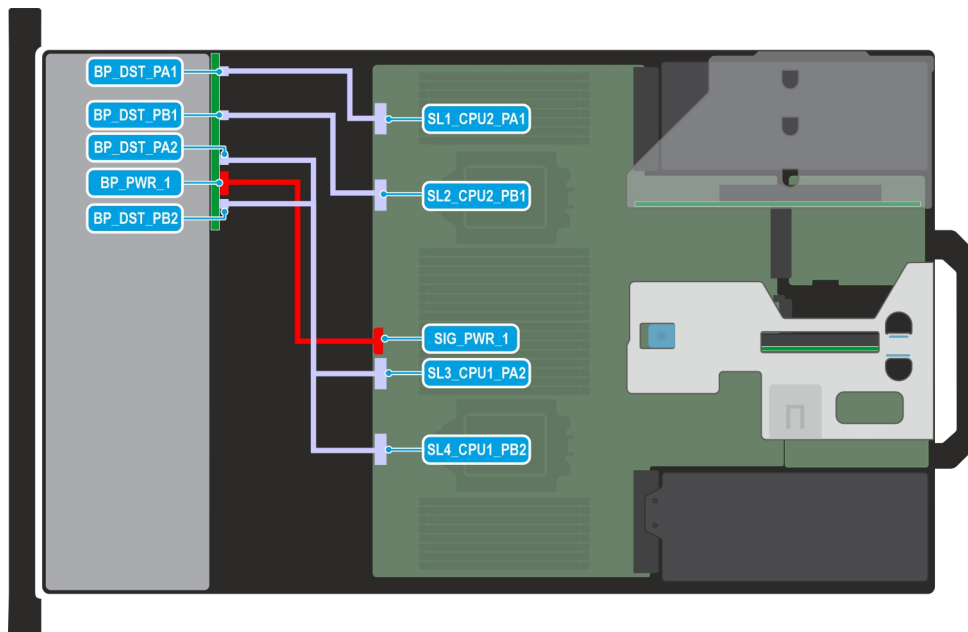 BP_DST_PA1
BP_DST_PB1
BP_DST_PA2
BP_PWR_1
BP_DST_PB2
SL1_CPU2_PA1
SL2_CPU2_PB1
SIG_PWR_1
SL3_CPU1_PA2
SL4_CPU1_PB2